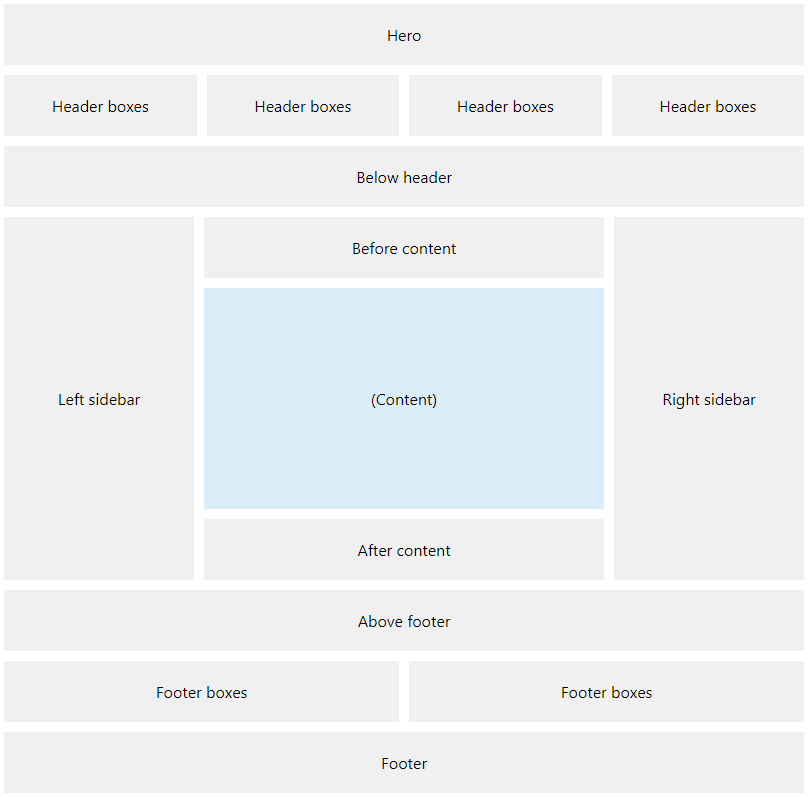 Hero
Header boxes
Header boxes
Header boxes
Header boxes
Below header
Left sidebar
Before content
(Content)
After content
Right sidebar
Above footer
Footer boxes
Footer boxes
Footer